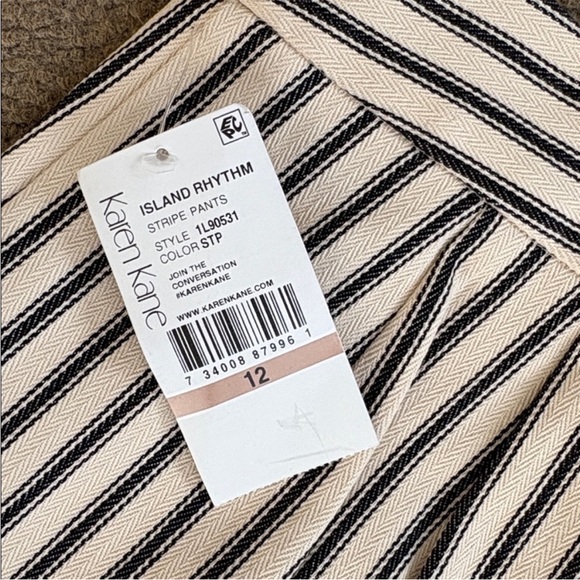 Karen Kane
ISLAND RHYTHM
STRIPE PANTS
STYLE 1L90531
COLOR STP
JOIN THE
CONVERSATION
#KARENKANE
WWW.KARENKANE.COM
7 34008 87996 1
12